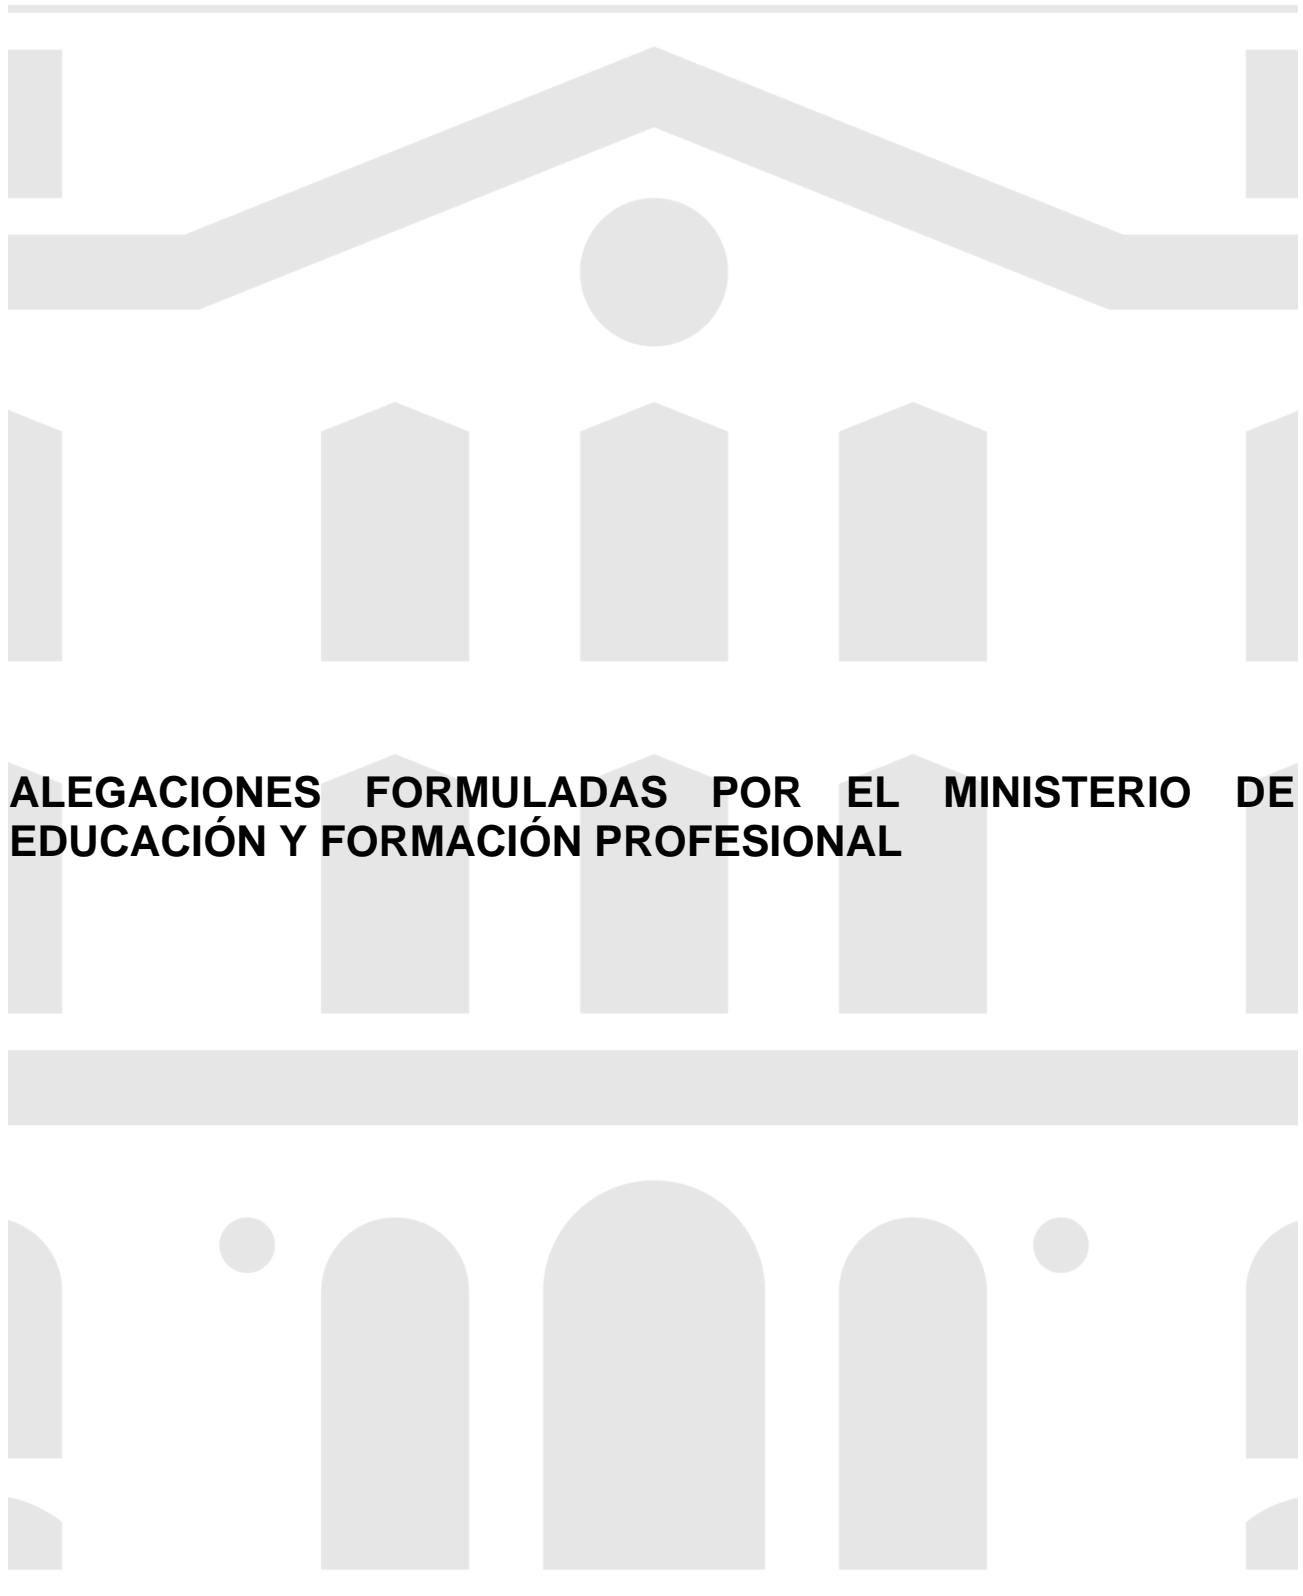 ALEGACIONES FORMULADAS POR EL MINISTERIO DE
EDUCACIÓN Y FORMACIÓN PROFESIONAL